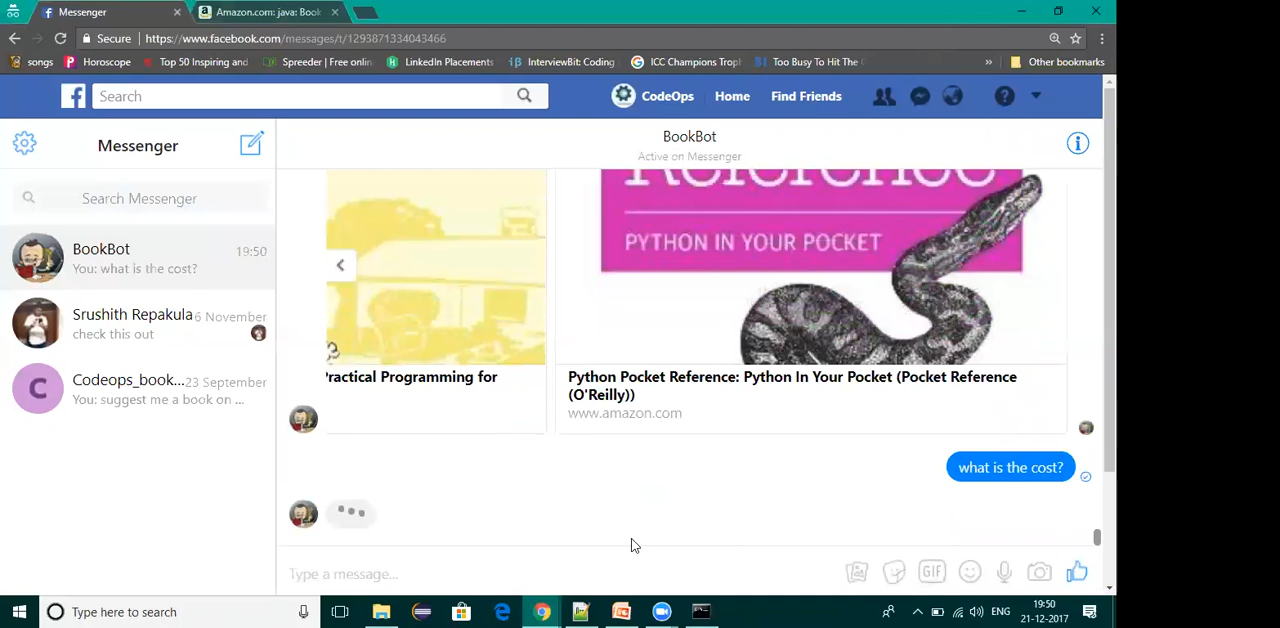 Messenger
Amazon.com: java: Book
Secure
https://www.facebook.com/messages/t/1293871334043466
songs
Horoscope
Top 50 Inspiring and
Spreeder | Free onlin
LinkedIn Placements
InterviewBit: Coding
ICC Champions Trop
Too Busy To Hit The
»
Other bookmarks
Search
CodeOps
Home
Find Friends
Messenger
BookBot
Active on Messenger
Search Messenger
BookBot
19:50
You: what is the cost?
Srushith Repakula
6 November
check this out
C
Codeops_book...
23 September
You: suggest me a book on ...
Reference
PYTHON IN YOUR POCKET
Practical Programming for
Python Pocket Reference: Python In Your Pocket (Pocket Reference
(O'Reilly))
www.amazon.com
what is the cost?
Type a message...
GIF
Type here to search
ENG
19:50
21-12-2017